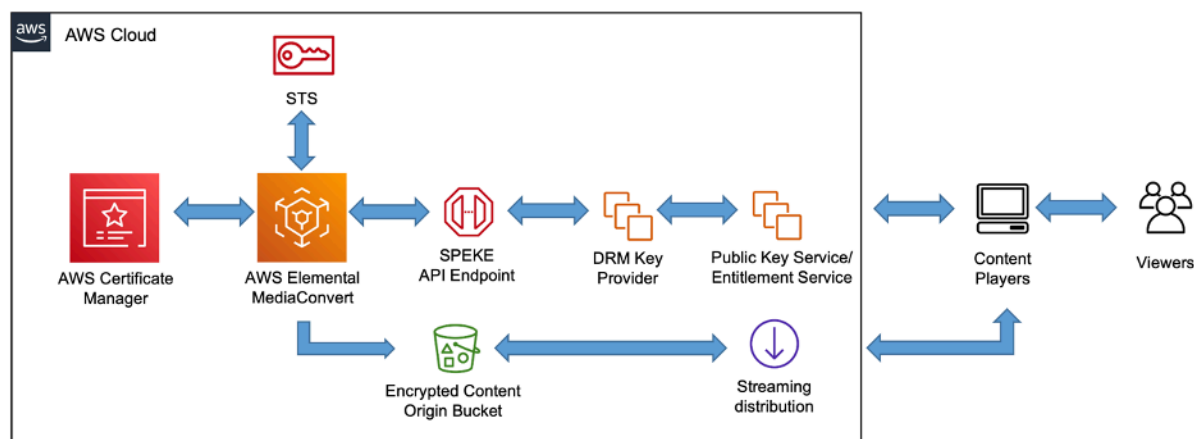 aws
AWS Cloud
STS
AWS Certificate
Manager
AWS Elemental
MediaConvert
SPEKE
API Endpoint
DRM Key
Provider
Public Key Service/
Entitlement Service
Content
Players
Viewers
Encrypted Content
Origin Bucket
Streaming
distribution